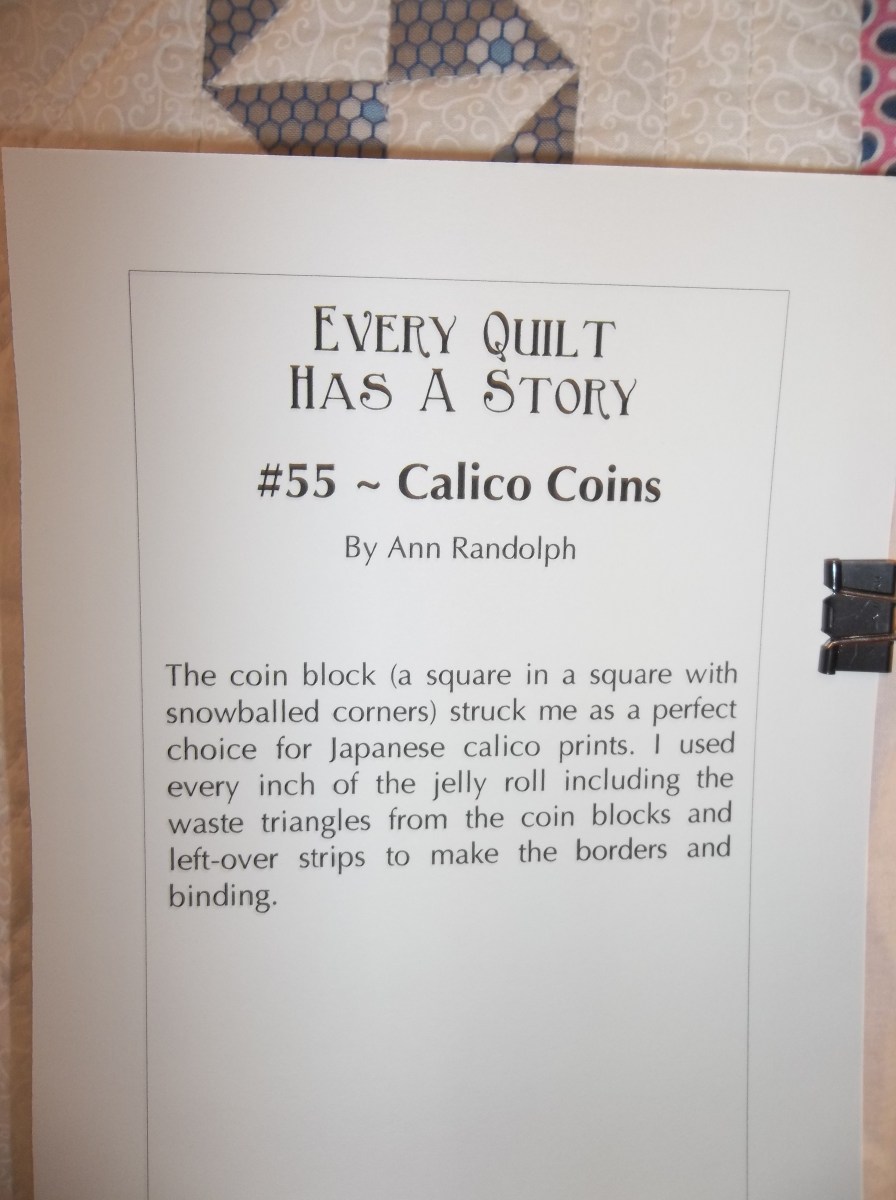 EVERY QUILT
HAS A STORY
#55 ~ Calico Coins
By Ann Randolph
The coin block (a square in a square with
snowballed corners) struck me as a perfect
choice for Japanese calico prints. I used
every inch of the jelly roll including the
waste triangles from the coin blocks and
left-over strips to make the borders and
binding.